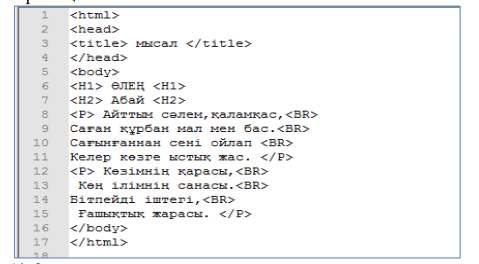 1 <html>
2 <head>
3 <title> мысал </title>
4 </head>
5 <body>
6 <H1> ӨЛЕҢ <H1>
7 <H2> Абай <H2>
8 <P> Айттым сәлем,қаламқас,<BR>
9 Саған құрбан мал мен бас.<BR>
10 Сағынғаннан сені ойлап <BR>
11 Келер көзге ыстық жас. </P>
12 <P> Көзімнің қарасы,<BR>
13 Көң ілімнің санасы.<BR>
14 Бітпейді іштегі,<BR>
15 Ғашықтық жарасы. </P>
16 </body>
17 </html>
18